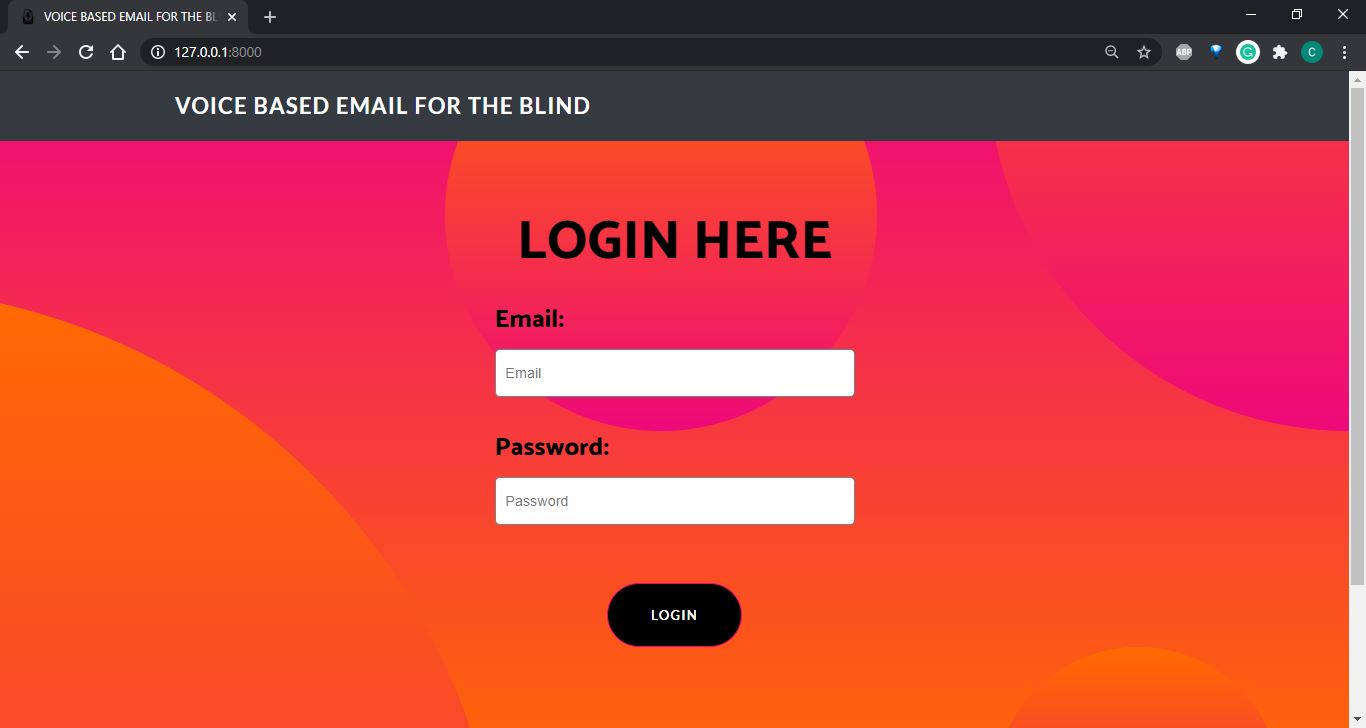 VOICE BASED EMAIL FOR THE BL
127.0.0.1:8000
ABP
G
C
VOICE BASED EMAIL FOR THE BLIND
LOGIN HERE
Email:
Email
Password:
Password
LOGIN